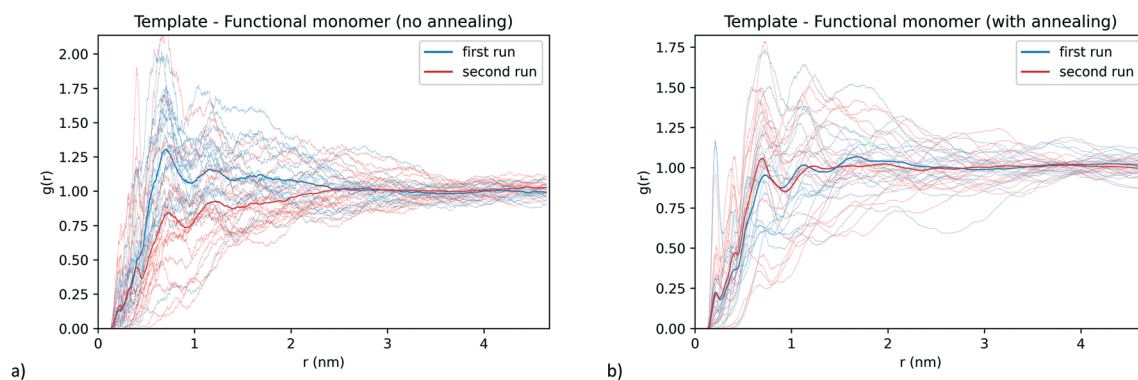 Template - Functional monomer (no annealing)
g(r)
2.00
1.75
1.50
1.25
1.00
0.75
0.50
0.25
0.00
first run
second run
0 1 2 3 4
r (nm)
a)
Template - Functional monomer (with annealing)
g(r)
1.75
1.50
1.25
1.00
0.75
0.50
0.25
0.00
first run
second run
0 1 2 3 4
r (nm)
b)